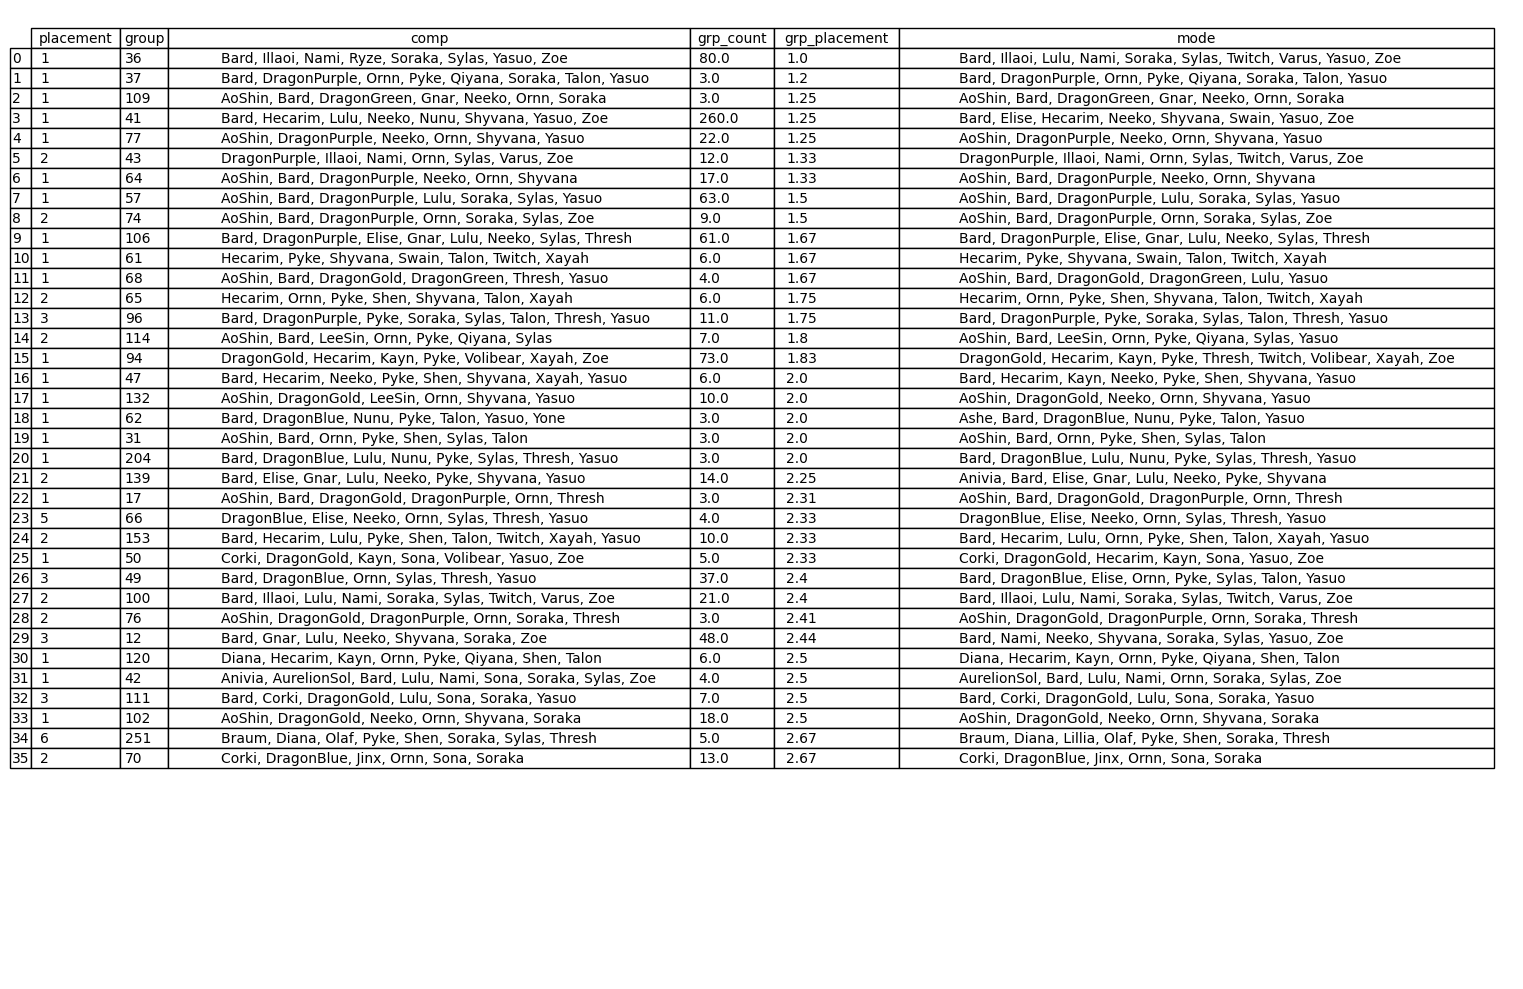 placement group comp grp_count grp_placement mode
0 1 36 Bard, Illaoi, Nami, Ryze, Soraka, Sylas, Yasuo, Zoe 80.0 1.0 Bard, Illaoi, Lulu, Nami, Soraka, Sylas, Twitch, Varus, Yasuo, Zoe
1 1 37 Bard, DragonPurple, Ornn, Pyke, Qiyana, Soraka, Talon, Yasuo 3.0 1.2 Bard, DragonPurple, Ornn, Pyke, Qiyana, Soraka, Talon, Yasuo
2 1 109 AoShin, Bard, DragonGreen, Gnar, Neeko, Ornn, Soraka 3.0 1.25 AoShin, Bard, DragonGreen, Gnar, Neeko, Ornn, Soraka
3 1 41 Bard, Hecarim, Lulu, Neeko, Nunu, Shyvana, Yasuo, Zoe 260.0 1.25 Bard, Elise, Hecarim, Neeko, Shyvana, Swain, Yasuo, Zoe
4 1 77 AoShin, DragonPurple, Neeko, Ornn, Shyvana, Yasuo 22.0 1.25 AoShin, DragonPurple, Neeko, Ornn, Shyvana, Yasuo
5 2 43 DragonPurple, Illaoi, Nami, Ornn, Sylas, Varus, Zoe 12.0 1.33 DragonPurple, Illaoi, Nami, Ornn, Sylas, Twitch, Varus, Zoe
6 1 64 AoShin, Bard, DragonPurple, Neeko, Ornn, Shyvana 17.0 1.33 AoShin, Bard, DragonPurple, Neeko, Ornn, Shyvana
7 1 57 AoShin, Bard, DragonPurple, Lulu, Soraka, Sylas, Yasuo 63.0 1.5 AoShin, Bard, DragonPurple, Lulu, Soraka, Sylas, Yasuo
8 2 74 AoShin, Bard, DragonPurple, Ornn, Soraka, Sylas, Zoe 9.0 1.5 AoShin, Bard, DragonPurple, Ornn, Soraka, Sylas, Zoe
9 1 106 Bard, DragonPurple, Elise, Gnar, Lulu, Neeko, Sylas, Thresh 61.0 1.67 Bard, DragonPurple, Elise, Gnar, Lulu, Neeko, Sylas, Thresh
10 1 61 Hecarim, Pyke, Shyvana, Swain, Talon, Twitch, Xayah 6.0 1.67 Hecarim, Pyke, Shyvana, Swain, Talon, Twitch, Xayah
11 1 68 AoShin, Bard, DragonGold, DragonGreen, Thresh, Yasuo 4.0 1.67 AoShin, Bard, DragonGold, DragonGreen, Lulu, Yasuo
12 2 65 Hecarim, Ornn, Pyke, Shen, Shyvana, Talon, Xayah 6.0 1.75 Hecarim, Ornn, Pyke, Shen, Shyvana, Talon, Twitch, Xayah
13 3 96 Bard, DragonPurple, Pyke, Soraka, Sylas, Talon, Thresh, Yasuo 11.0 1.75 Bard, DragonPurple, Pyke, Soraka, Sylas, Talon, Thresh, Yasuo
14 2 114 AoShin, Bard, LeeSin, Ornn, Pyke, Qiyana, Sylas 7.0 1.8 AoShin, Bard, LeeSin, Ornn, Pyke, Qiyana, Sylas, Yasuo
15 1 94 DragonGold, Hecarim, Kayn, Pyke, Volibear, Xayah, Zoe 73.0 1.83 DragonGold, Hecarim, Kayn, Pyke, Thresh, Twitch, Volibear, Xayah, Zoe
16 1 47 Bard, Hecarim, Neeko, Pyke, Shen, Shyvana, Xayah, Yasuo 6.0 2.0 Bard, Hecarim, Kayn, Neeko, Pyke, Shen, Shyvana, Yasuo
17 1 132 AoShin, DragonGold, LeeSin, Ornn, Shyvana, Yasuo 10.0 2.0 AoShin, DragonGold, Neeko, Ornn, Shyvana, Yasuo
18 1 62 Bard, DragonBlue, Nunu, Pyke, Talon, Yasuo, Yone 3.0 2.0 Ashe, Bard, DragonBlue, Nunu, Pyke, Talon, Yasuo
19 1 31 AoShin, Bard, Ornn, Pyke, Shen, Sylas, Talon 3.0 2.0 AoShin, Bard, Ornn, Pyke, Shen, Sylas, Talon
20 1 204 Bard, DragonBlue, Lulu, Nunu, Pyke, Sylas, Thresh, Yasuo 3.0 2.0 Bard, DragonBlue, Lulu, Nunu, Pyke, Sylas, Thresh, Yasuo
21 2 139 Bard, Elise, Gnar, Lulu, Neeko, Pyke, Shyvana, Yasuo 14.0 2.25 Anivia, Bard, Elise, Gnar, Lulu, Neeko, Pyke, Shyvana
22 1 17 AoShin, Bard, DragonGold, DragonPurple, Ornn, Thresh 3.0 2.31 AoShin, Bard, DragonGold, DragonPurple, Ornn, Thresh
23 5 66 DragonBlue, Elise, Neeko, Ornn, Sylas, Thresh, Yasuo 4.0 2.33 DragonBlue, Elise, Neeko, Ornn, Sylas, Thresh, Yasuo
24 2 153 Bard, Hecarim, Lulu, Pyke, Shen, Talon, Twitch, Xayah, Yasuo 10.0 2.33 Bard, Hecarim, Lulu, Ornn, Pyke, Shen, Talon, Xayah, Yasuo
25 1 50 Corki, DragonGold, Kayn, Sona, Volibear, Yasuo, Zoe 5.0 2.33 Corki, DragonGold, Hecarim, Kayn, Sona, Yasuo, Zoe
26 3 49 Bard, DragonBlue, Ornn, Sylas, Thresh, Yasuo 37.0 2.4 Bard, DragonBlue, Elise, Ornn, Pyke, Sylas, Talon, Yasuo
27 2 100 Bard, Illaoi, Lulu, Nami, Soraka, Sylas, Twitch, Varus, Zoe 21.0 2.4 Bard, Illaoi, Lulu, Nami, Soraka, Sylas, Twitch, Varus, Zoe
28 2 76 AoShin, DragonGold, DragonPurple, Ornn, Soraka, Thresh 3.0 2.41 AoShin, DragonGold, DragonPurple, Ornn, Soraka, Thresh
29 3 12 Bard, Gnar, Lulu, Neeko, Shyvana, Soraka, Zoe 48.0 2.44 Bard, Nami, Neeko, Shyvana, Soraka, Sylas, Yasuo, Zoe
30 1 120 Diana, Hecarim, Kayn, Ornn, Pyke, Qiyana, Shen, Talon 6.0 2.5 Diana, Hecarim, Kayn, Ornn, Pyke, Qiyana, Shen, Talon
31 1 42 Anivia, AurelionSol, Bard, Lulu, Nami, Sona, Soraka, Sylas, Zoe 4.0 2.5 AurelionSol, Bard, Lulu, Nami, Ornn, Soraka, Sylas, Zoe
32 3 111 Bard, Corki, DragonGold, Lulu, Sona, Soraka, Yasuo 7.0 2.5 Bard, Corki, DragonGold, Lulu, Sona, Soraka, Yasuo
33 1 102 AoShin, DragonGold, Neeko, Ornn, Shyvana, Soraka 18.0 2.5 AoShin, DragonGold, Neeko, Ornn, Shyvana, Soraka
34 6 251 Braum, Diana, Olaf, Pyke, Shen, Soraka, Sylas, Thresh 5.0 2.67 Braum, Diana, Lillia, Olaf, Pyke, Shen, Soraka, Thresh
35 2 70 Corki, DragonBlue, Jinx, Ornn, Sona, Soraka 13.0 2.67 Corki, DragonBlue, Jinx, Ornn, Sona, Soraka